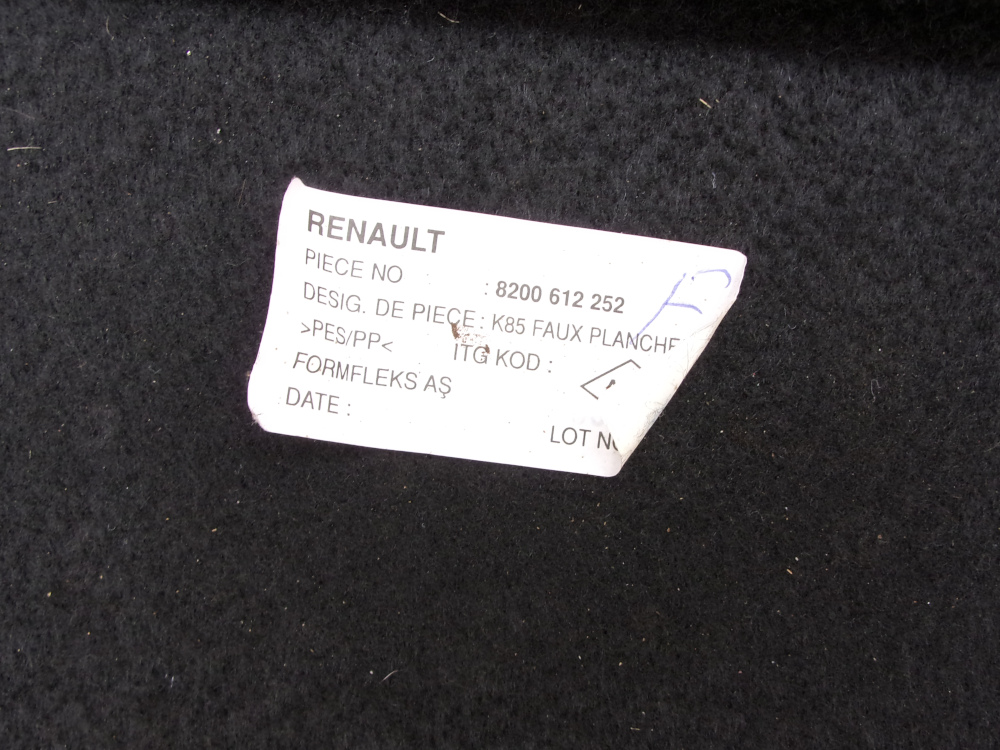 RENAULT
PIECE NO : 8200 612 252
DESIG. DE PIECE : K85 FAUX PLANCHE
>PES/PP< ITG KOD :
FORMFLEKS AŞ
DATE :
LOT